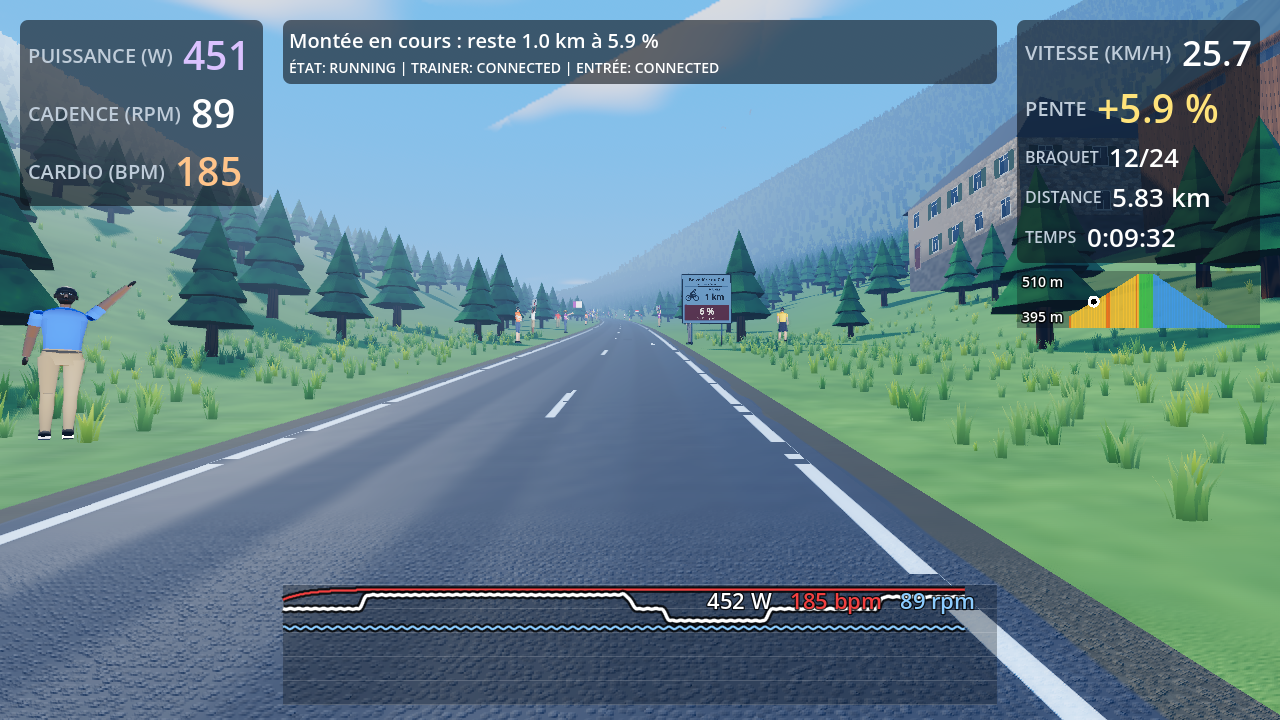 PUISSANCE (W) 451
CADENCE (RPM) 89
CARDIO (BPM) 185
Montée en cours : reste 1.0 km à 5.9 %
ÉTAT: RUNNING | TRAINER: CONNECTED | ENTRÉE: CONNECTED
VITESSE (KM/H) 25.7
PENTE +5.9 %
BRAQUET 12/24
DISTANCE 5.83 km
TEMPS 0:09:32
510 m
395 m
1 km
6 %
452 W 185 bpm 89 rpm